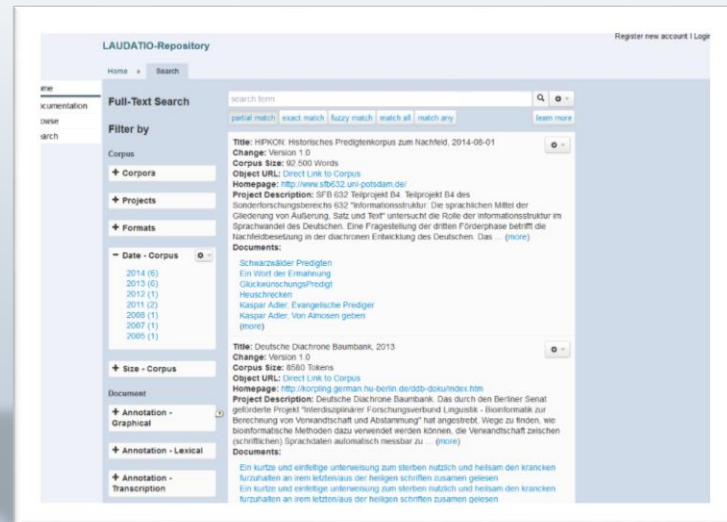 Register new account | Login
LAUDATIO-Repository
Home » Search
ocumentation
Full-Text Search
Filter by
Corpus
+ Corpora
+ Projects
+ Formats
− Date - Corpus
2014 (6)
2013 (6)
2012 (1)
2011 (2)
2008 (1)
2007 (1)
2005 (1)
+ Size - Corpus
Document
+ Annotation -
Graphical
+ Annotation - Lexical
+ Annotation -
Transcription
search term
partial match exact match fuzzy match match all match any learn more
Title: HIPKON: Historisches Predigtenkorpus zum Nachfeld, 2014-08-01
Change: Version 1.0
Corpus Size: 92.500 Words
Object URL: Direct Link to Corpus
Homepage: http://www.sfb632.uni-potsdam.de/
Project Description: SFB 632 Teilprojekt B4. Teilprojekt B4 des
Sonderforschungsbereichs 632 "Informationsstruktur: Die sprachlichen Mittel der
Gliederung von Äußerung, Satz und Text" untersucht die Rolle der Informationsstruktur im
Sprachwandel des Deutschen. Eine Fragestellung der dritten Förderphase betrifft die
Nachfeldbesetzung in der diachronen Entwicklung des Deutschen. Das ... (more)
Documents:
Schwarzwälder Predigten
Ein Wort der Ermahnung
GlückwünschungsPredigt
Heuschrecken
Kaspar Adler, Evangelische Prediger
Kaspar Adler, Von Almosen geben
(more)
Title: Deutsche Diachrone Baumbank, 2013
Change: Version 1.0
Corpus Size: 8580 Tokens
Object URL: Direct Link to Corpus
Homepage: http://korpling.german.hu-berlin.de/ddb-doku/index.htm
Project Description: Deutsche Diachrone Baumbank. Das durch den Berliner Senat
geförderte Projekt "Interdisziplinärer Forschungsverbund Linguistik - Bioinformatik zur
Berechnung von Verwandtschaft und Abstammung" hat angestrebt, Wege zu finden, wie
bioinformatische Methoden dazu verwendet werden können, die Verwandtschaft zwischen
(schriftlichen) Sprachdaten automatisch messbar zu ... (more)
Documents:
Ein kurtze und einfeltige unterweisung zum sterben nutzlich und heilsam den krancken
furzuhalten an irem letzten/aus der heiligen schriften zusamen gelesen
Ein kurtze und einfeltige unterweisung zum sterben nutzlich und heilsam den krancken
furzuhalten an irem letzten/aus der heiligen schriften zusamen gelesen